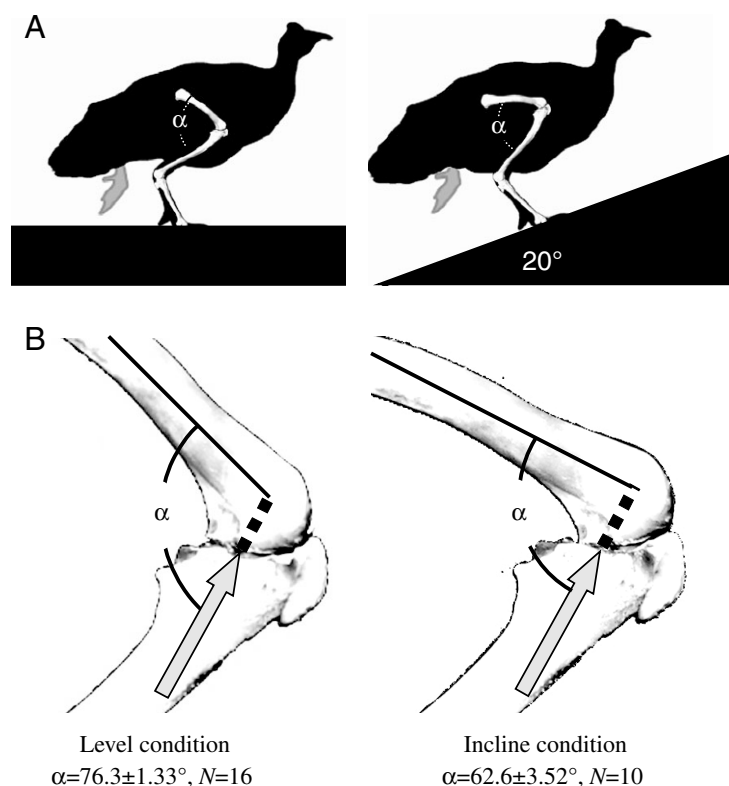 A
α
α
20°
B
α
α
Level condition
α=76.3±1.33°, N=16
Incline condition
α=62.6±3.52°, N=10